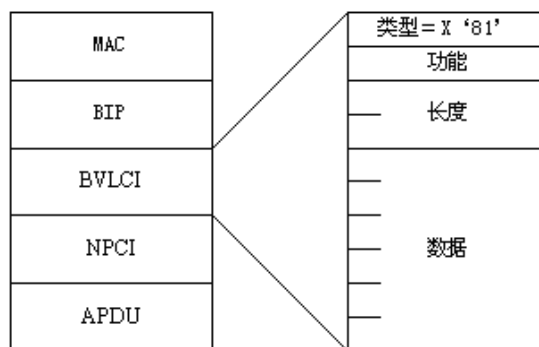 MAC
BIP
BVLCI
NPCI
APDU
类型＝X‘81’
功能
长度
数据